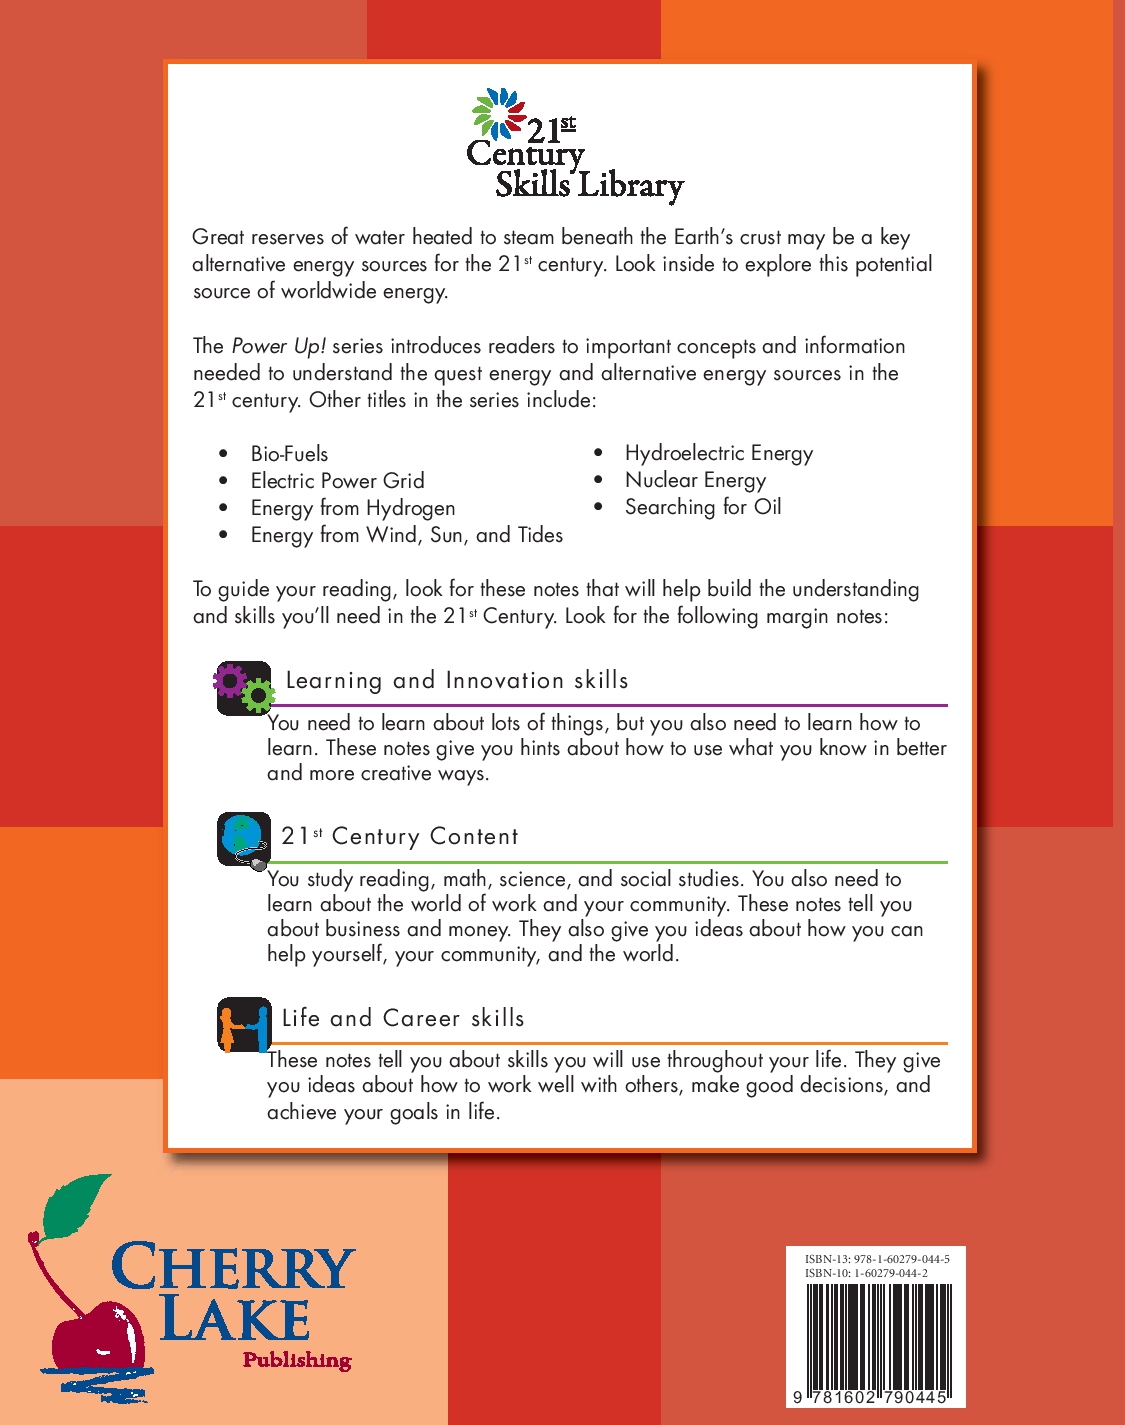 21st
Century
Skills Library
Great reserves of water heated to steam beneath the Earth’s crust may be a key
alternative energy sources for the 21st century. Look inside to explore this potential
source of worldwide energy.
The Power Up! series introduces readers to important concepts and information
needed to understand the quest energy and alternative energy sources in the
21st century. Other titles in the series include:
• Bio-Fuels
• Electric Power Grid
• Energy from Hydrogen
• Energy from Wind, Sun, and Tides
• Hydroelectric Energy
• Nuclear Energy
• Searching for Oil
To guide your reading, look for these notes that will help build the understanding
and skills you’ll need in the 21st Century. Look for the following margin notes:
Learning and Innovation skills
You need to learn about lots of things, but you also need to learn how to
learn. These notes give you hints about how to use what you know in better
and more creative ways.
21st Century Content
You study reading, math, science, and social studies. You also need to
learn about the world of work and your community. These notes tell you
about business and money. They also give you ideas about how you can
help yourself, your community, and the world.
Life and Career skills
These notes tell you about skills you will use throughout your life. They give
you ideas about how to work well with others, make good decisions, and
achieve your goals in life.
CHERRY
LAKE
Publishing
ISBN-13: 978-1-60279-044-5
ISBN-10: 1-60279-044-2
9 781602 790445